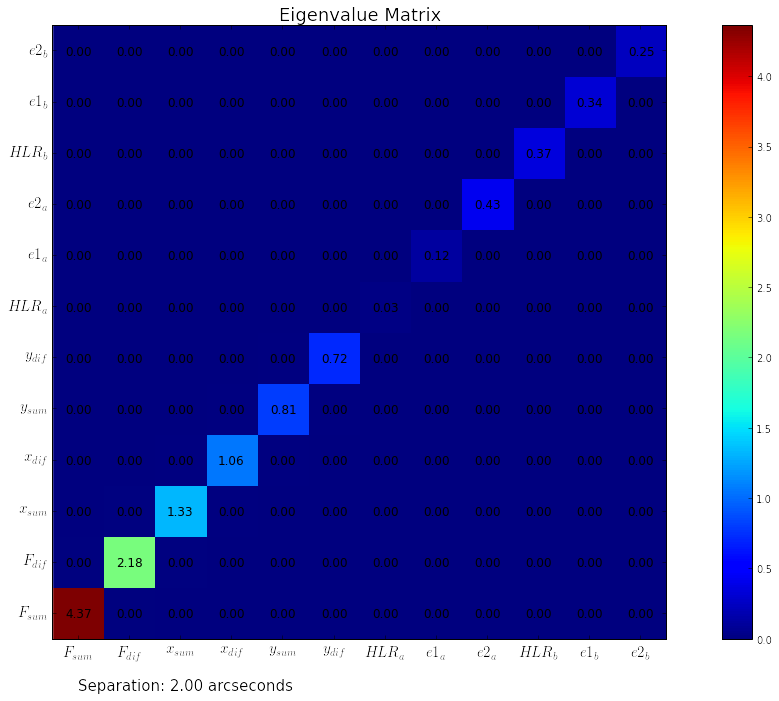 Eigenvalue Matrix
e2_b 0.00 0.00 0.00 0.00 0.00 0.00 0.00 0.00 0.00 0.00 0.00 0.25
e1_b 0.00 0.00 0.00 0.00 0.00 0.00 0.00 0.00 0.00 0.00 0.34 0.00
HLR_b 0.00 0.00 0.00 0.00 0.00 0.00 0.00 0.00 0.00 0.37 0.00 0.00
e2_a 0.00 0.00 0.00 0.00 0.00 0.00 0.00 0.00 0.43 0.00 0.00 0.00
e1_a 0.00 0.00 0.00 0.00 0.00 0.00 0.00 0.12 0.00 0.00 0.00 0.00
HLR_a 0.00 0.00 0.00 0.00 0.00 0.00 0.03 0.00 0.00 0.00 0.00 0.00
y_dif 0.00 0.00 0.00 0.00 0.00 0.72 0.00 0.00 0.00 0.00 0.00 0.00
y_sum 0.00 0.00 0.00 0.00 0.81 0.00 0.00 0.00 0.00 0.00 0.00 0.00
x_dif 0.00 0.00 0.00 1.06 0.00 0.00 0.00 0.00 0.00 0.00 0.00 0.00
x_sum 0.00 0.00 1.33 0.00 0.00 0.00 0.00 0.00 0.00 0.00 0.00 0.00
F_dif 0.00 2.18 0.00 0.00 0.00 0.00 0.00 0.00 0.00 0.00 0.00 0.00
F_sum 4.37 0.00 0.00 0.00 0.00 0.00 0.00 0.00 0.00 0.00 0.00 0.00
F_sum F_dif x_sum x_dif y_sum y_dif HLR_a e1_a e2_a HLR_b e1_b e2_b
Separation: 2.00 arcseconds
4.0
3.5
3.0
2.5
2.0
1.5
1.0
0.5
0.0